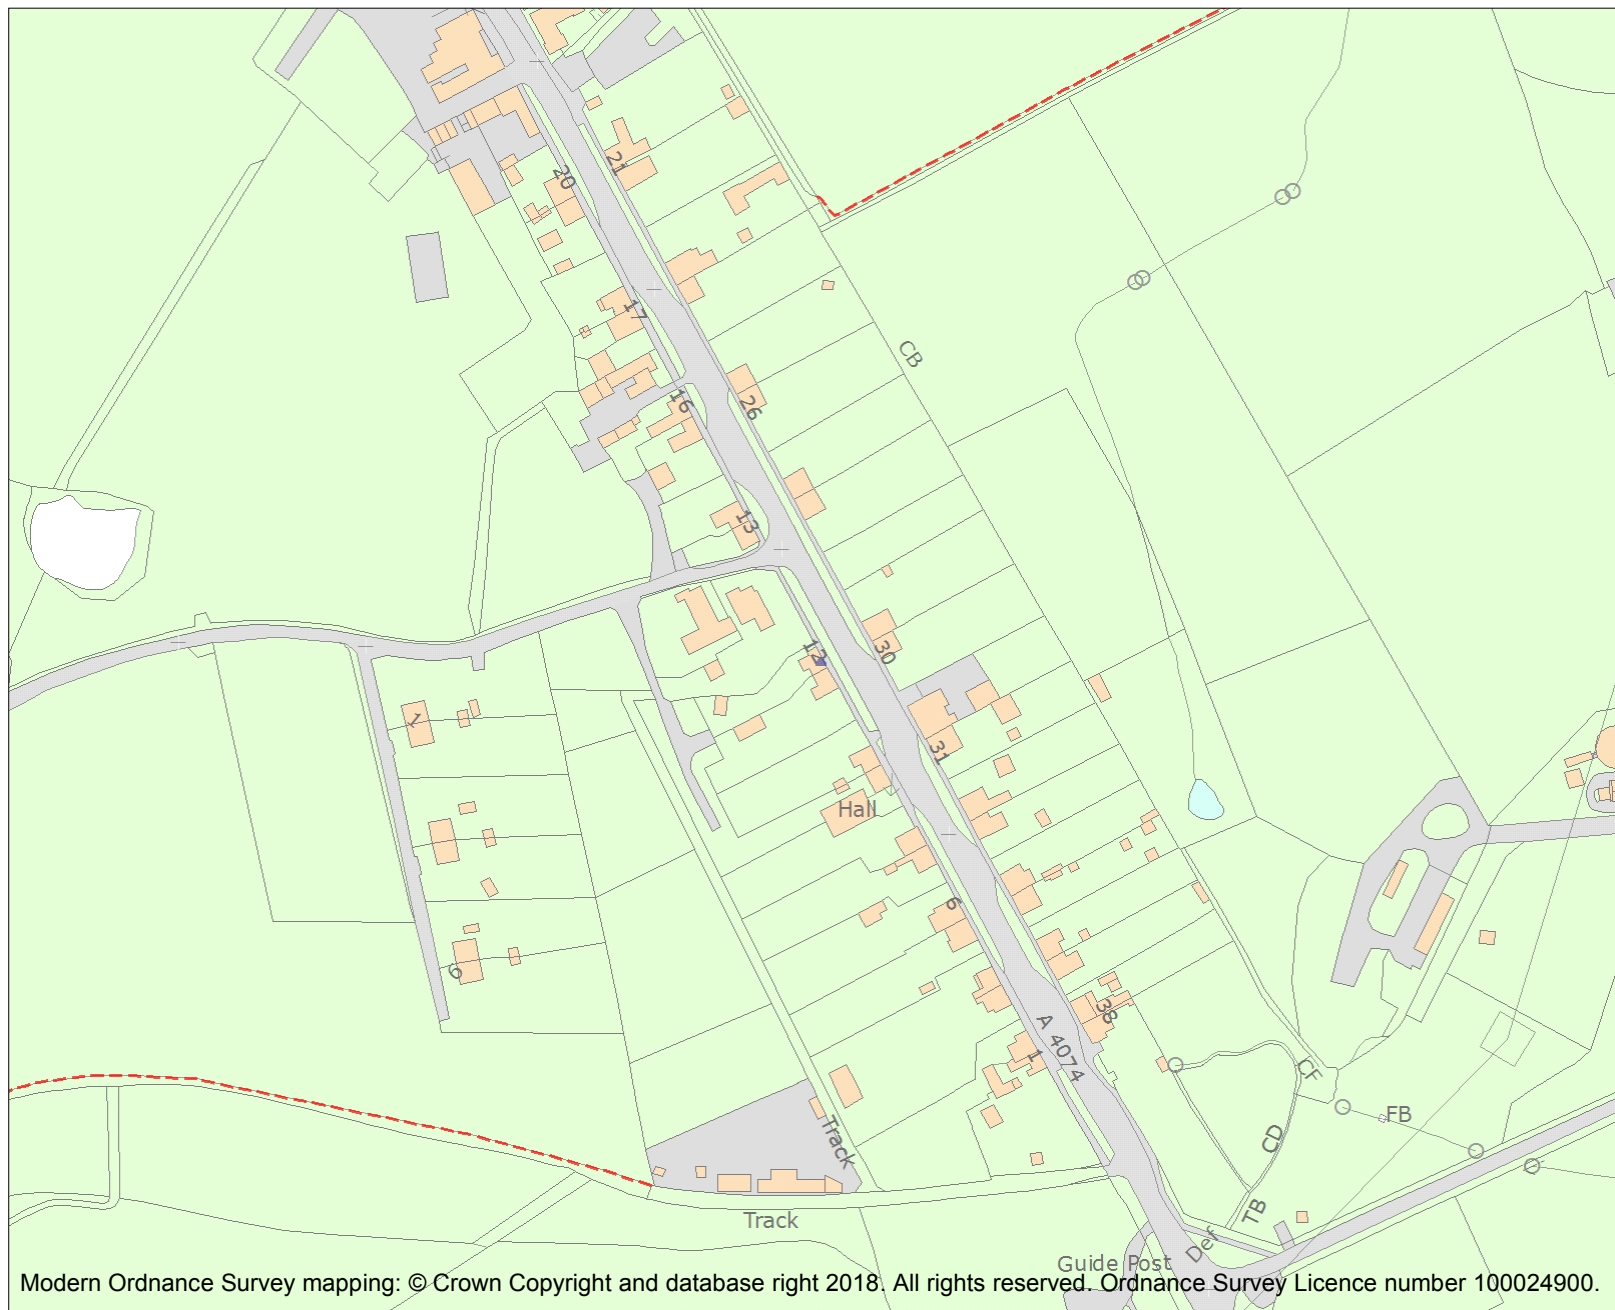 21
20
17
CB
16
26
13
12
30
1
31
Hall
6
6
38
A 4074
1
CF
FB
Track
CD
TB
Track
Def
Guide Post
Modern Ordnance Survey mapping: © Crown Copyright and database right 2018. All rights reserved. Ordnance Survey Licence number 100024900.